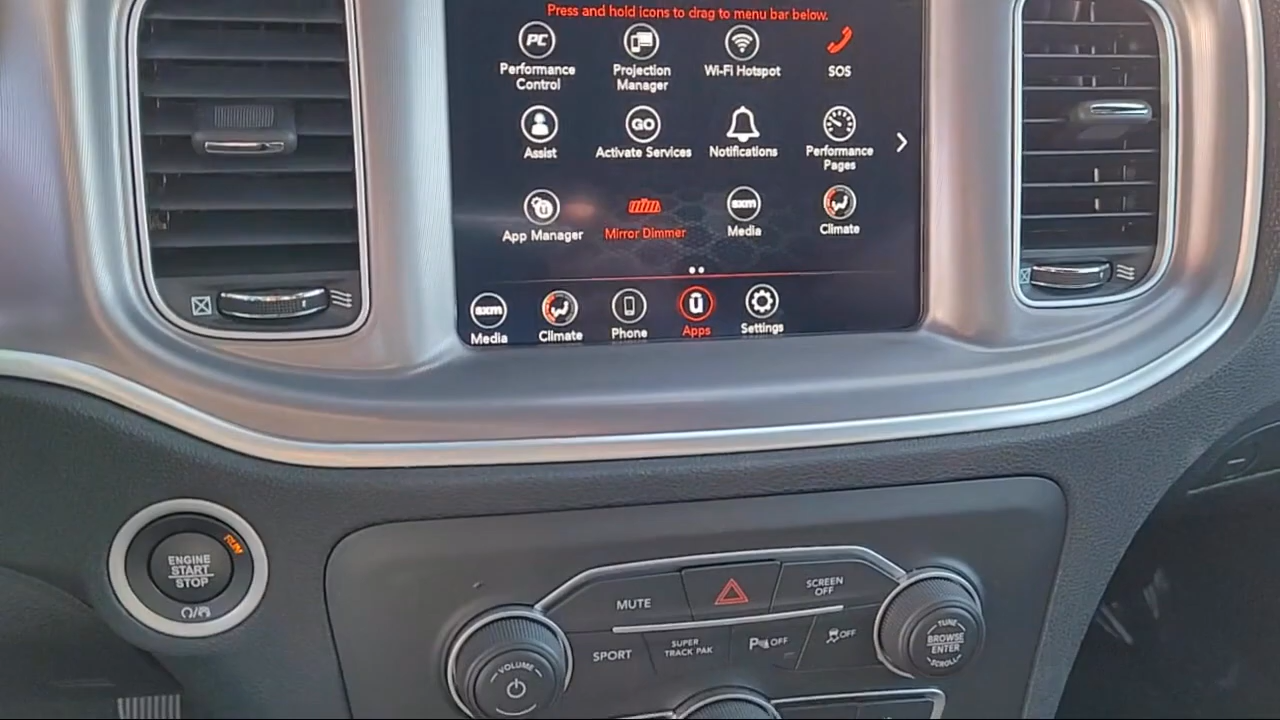 Press and hold icons to drag to menu bar below.
PC
Performance
Control
Projection
Manager
Wi-Fi Hotspot
SOS
Assist
GO
Activate Services
Notifications
Performance
Pages
App Manager
Mirror Dimmer
sxm
Media
Climate
sxm
Media
Climate
Phone
Apps
Settings
ENGINE
START
STOP
RUN
MUTE
SCREEN
OFF
SPORT
SUPER
TRACK PAK
P OFF
OFF
VOLUME
TUNE
BROWSE
ENTER
SCROLL